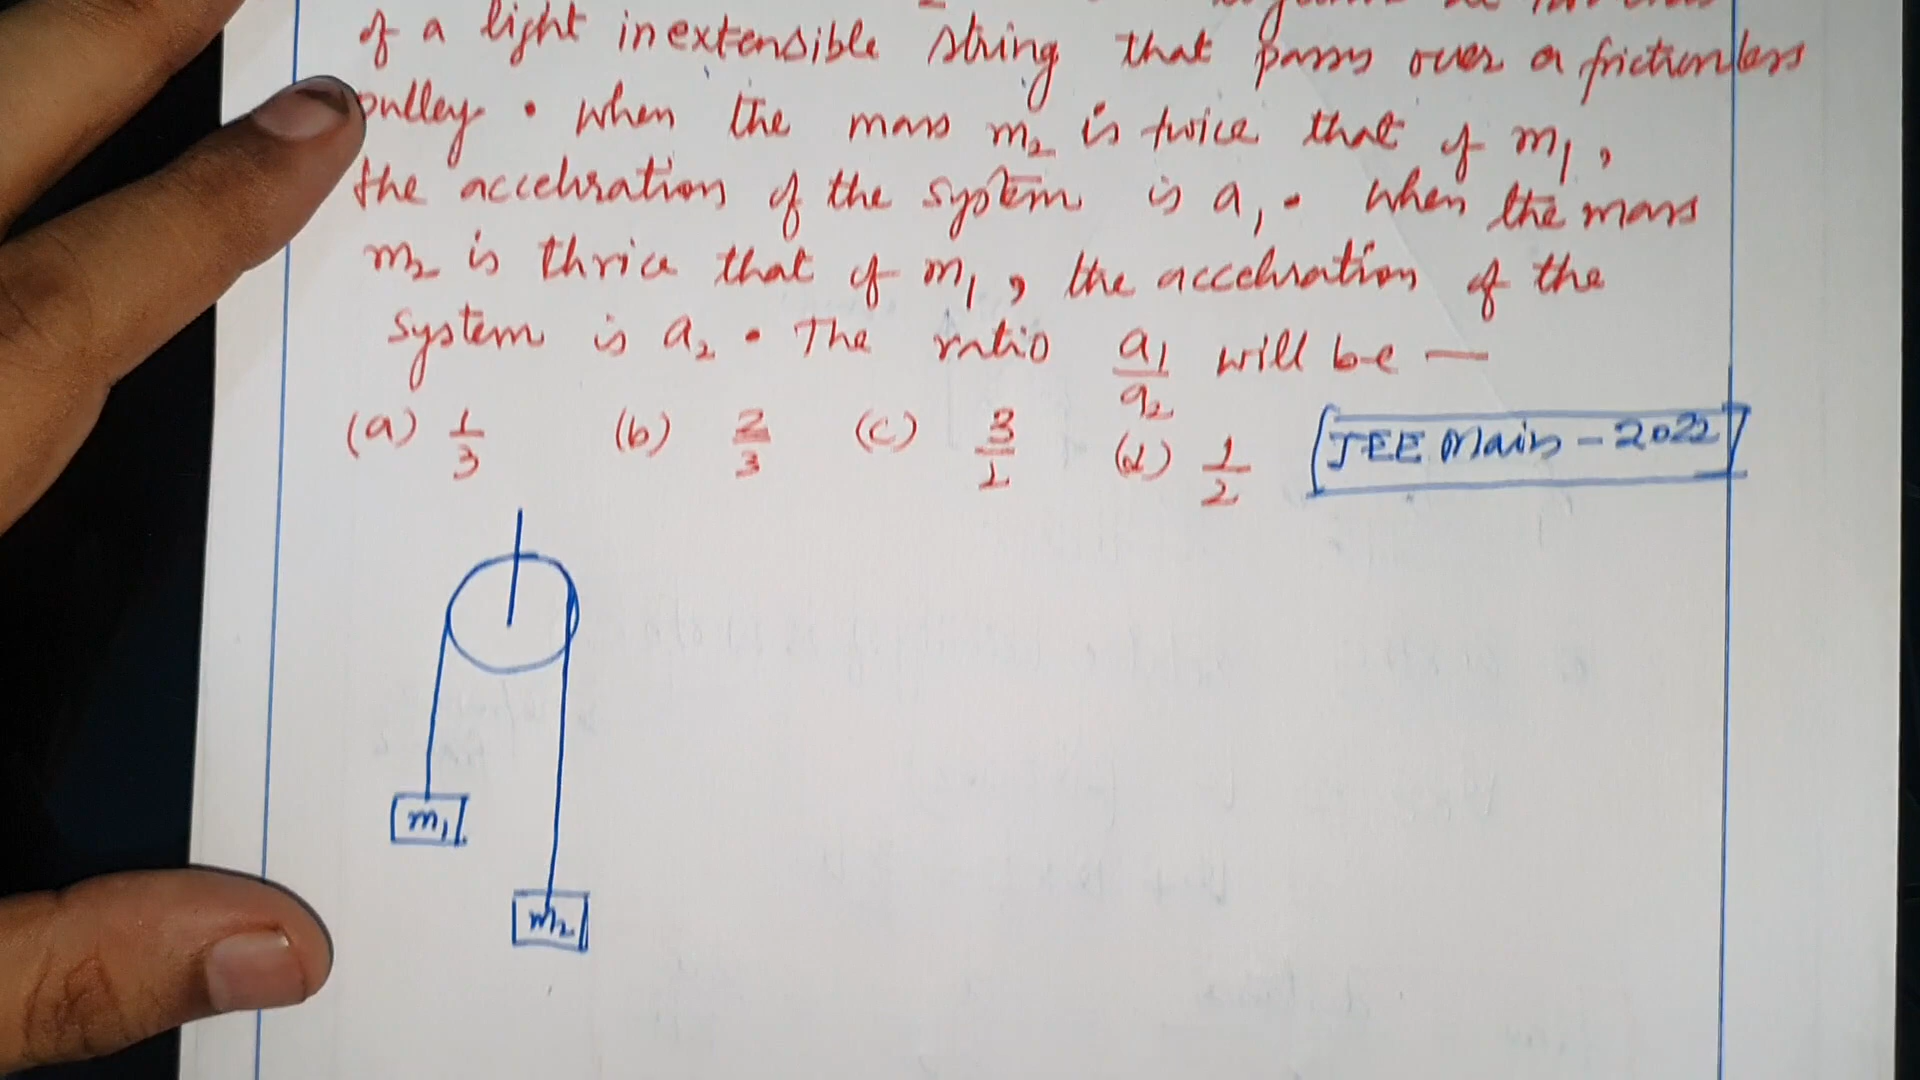 of a light inextensible string that pass over a frictionless
pulley. When the mass m₂ is twice that of m₁,
the acceleration of the system is a₁. When the mass
m₂ is thrice that of m₁, the acceleration of the
system is a₂. The ratio a₁/a₂ will be —
(a) 1/3 (b) 2/3 (c) 3/1 (d) 1/2 [JEE Main - 2022]
m₁
m₂